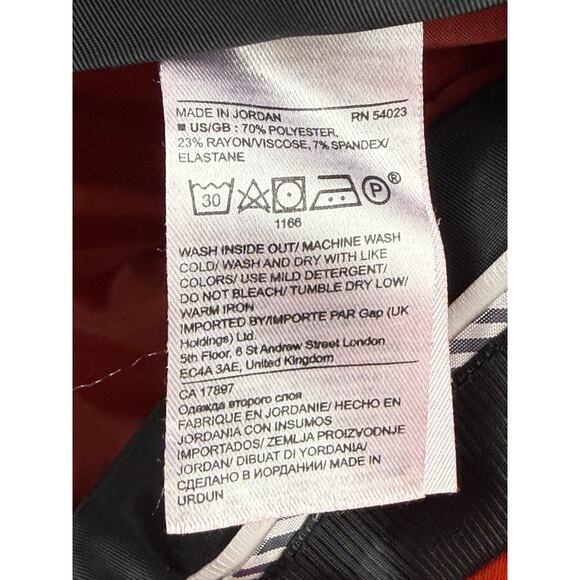 MADE IN JORDAN RN 54023
■ US/GB : 70% POLYESTER,
23% RAYON/VISCOSE, 7% SPANDEX/
ELASTANE
30 P ®
1166
WASH INSIDE OUT/ MACHINE WASH
COLD/ WASH AND DRY WITH LIKE
COLORS/ USE MILD DETERGENT/
DO NOT BLEACH/ TUMBLE DRY LOW/
WARM IRON
IMPORTED BY/IMPORTE PAR Gap (UK
Holdings) Ltd.
5th Floor, 6 St Andrew Street London
EC4A 3AE, United Kingdom
CA 17897
Одежда второго слоя
FABRIQUE EN JORDANIE/ HECHO EN
JORDANIA CON INSUMOS
IMPORTADOS/ ZEMLJA PROIZVODNJE
JORDAN/ DIBUAT DI YORDANIA/
СДЕЛАНО В ИОРДАНИИ/ MADE IN
URDUN